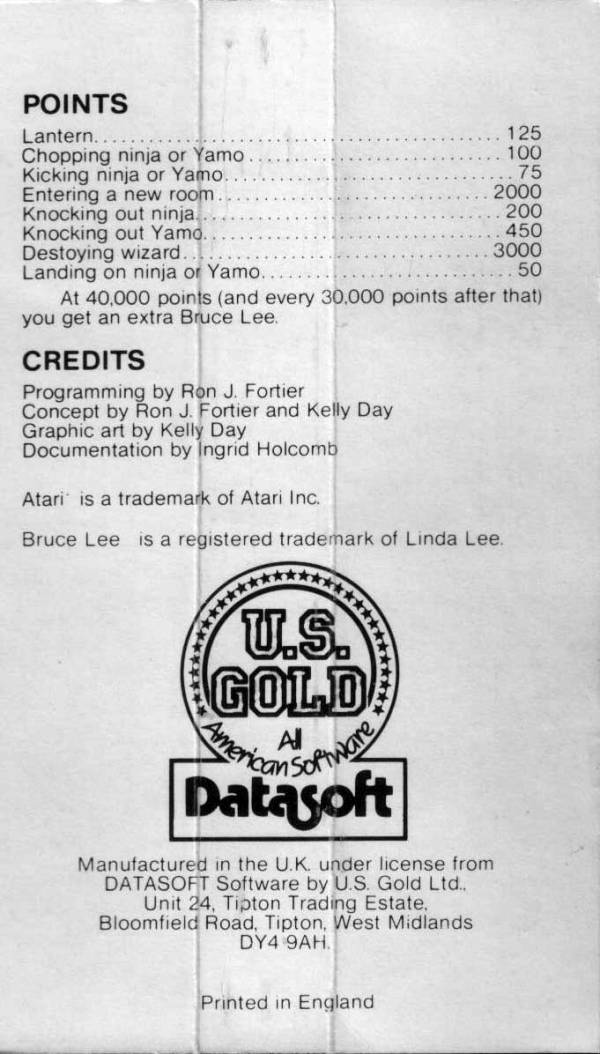 POINTS
Lantern................................................125
Chopping ninja or Yamo..............................100
Kicking ninja or Yamo..................................75
Entering a new room.................................2000
Knocking out ninja....................................200
Knocking out Yamo...................................450
Destoying wizard.....................................3000
Landing on ninja or Yamo..............................50
At 40,000 points (and every 30,000 points after that)
you get an extra Bruce Lee.
CREDITS
Programming by Ron J. Fortier
Concept by Ron J. Fortier and Kelly Day
Graphic art by Kelly Day
Documentation by Ingrid Holcomb
Atari is a trademark of Atari Inc.
Bruce Lee is a registered trademark of Linda Lee.
U.S.
GOLD
All
American Software
Datasoft
Manufactured in the U.K. under license from
DATASOFT Software by U.S. Gold Ltd.,
Unit 24, Tipton Trading Estate,
Bloomfield Road, Tipton, West Midlands
DY4 9AH.
Printed in England